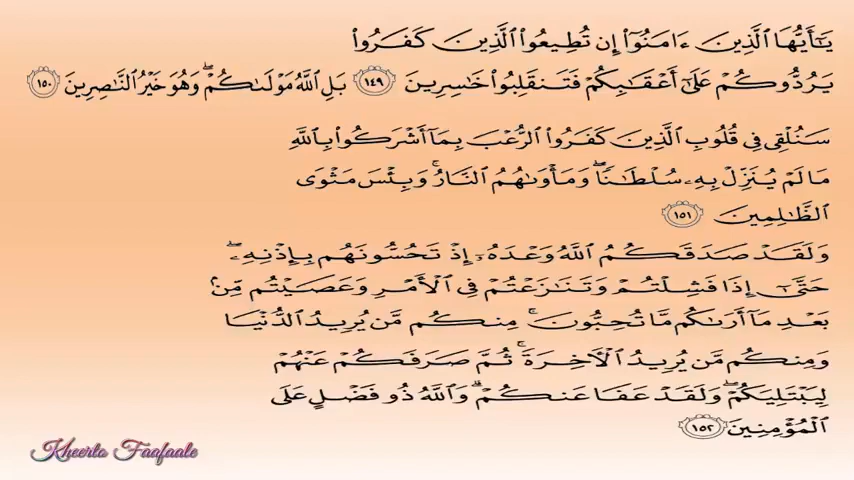 يَٰٓأَيُّهَا ٱلَّذِينَ ءَامَنُوٓا۟ إِن تُطِيعُوا۟ ٱلَّذِينَ كَفَرُوا۟
يَرُدُّوكُمْ عَلَىٰٓ أَعْقَٰبِكُمْ فَتَنقَلِبُوا۟ خَٰسِرِينَ ١٤٩ بَلِ ٱللَّهُ مَوْلَىٰكُمْ ۖ وَهُوَ خَيْرُ ٱلنَّٰصِرِينَ ١٥٠
سَنُلْقِى فِى قُلُوبِ ٱلَّذِينَ كَفَرُوا۟ ٱلرُّعْبَ بِمَآ أَشْرَكُوا۟ بِٱللَّهِ
مَا لَمْ يُنَزِّلْ بِهِۦ سُلْطَٰنًا ۖ وَمَأْوَىٰهُمُ ٱلنَّارُ ۚ وَبِئْسَ مَثْوَى
ٱلظَّٰلِمِينَ ١٥١
وَلَقَدْ صَدَقَكُمُ ٱللَّهُ وَعْدَهُۥٓ إِذْ تَحُسُّونَهُم بِإِذْنِهِۦ ۖ
حَتَّىٰٓ إِذَا فَشِلْتُمْ وَتَنَٰزَعْتُمْ فِى ٱلْأَمْرِ وَعَصَيْتُم مِّنۢ
بَعْدِ مَآ أَرَىٰكُم مَّا تُحِبُّونَ ۚ مِنكُم مَّن يُرِيدُ ٱلدُّنْيَا
وَمِنكُم مَّن يُرِيدُ ٱلْءَاخِرَةَ ۚ ثُمَّ صَرَفَكُمْ عَنْهُمْ
لِيَبْتَلِيَكُمْ ۖ وَلَقَدْ عَفَا عَنكُمْ ۗ وَٱللَّهُ ذُو فَضْلٍ عَلَى
ٱلْمُؤْمِنِينَ ١٥٢
Kheerto Faafaale